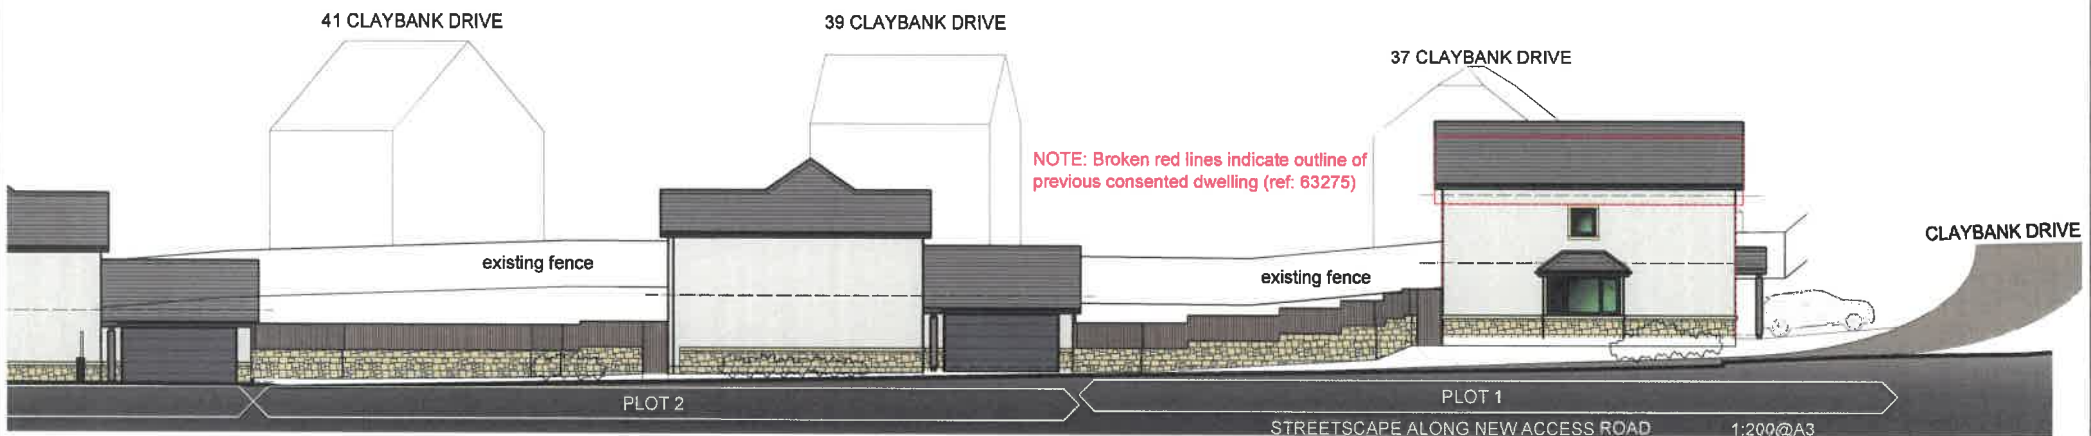 41 CLAYBANK DRIVE
39 CLAYBANK DRIVE
37 CLAYBANK DRIVE
NOTE: Broken red lines indicate outline of
previous consented dwelling (ref: 63275)
CLAYBANK DRIVE
existing fence
existing fence
PLOT 2
PLOT 1
STREETSCAPE ALONG NEW ACCESS ROAD 1:200@A3